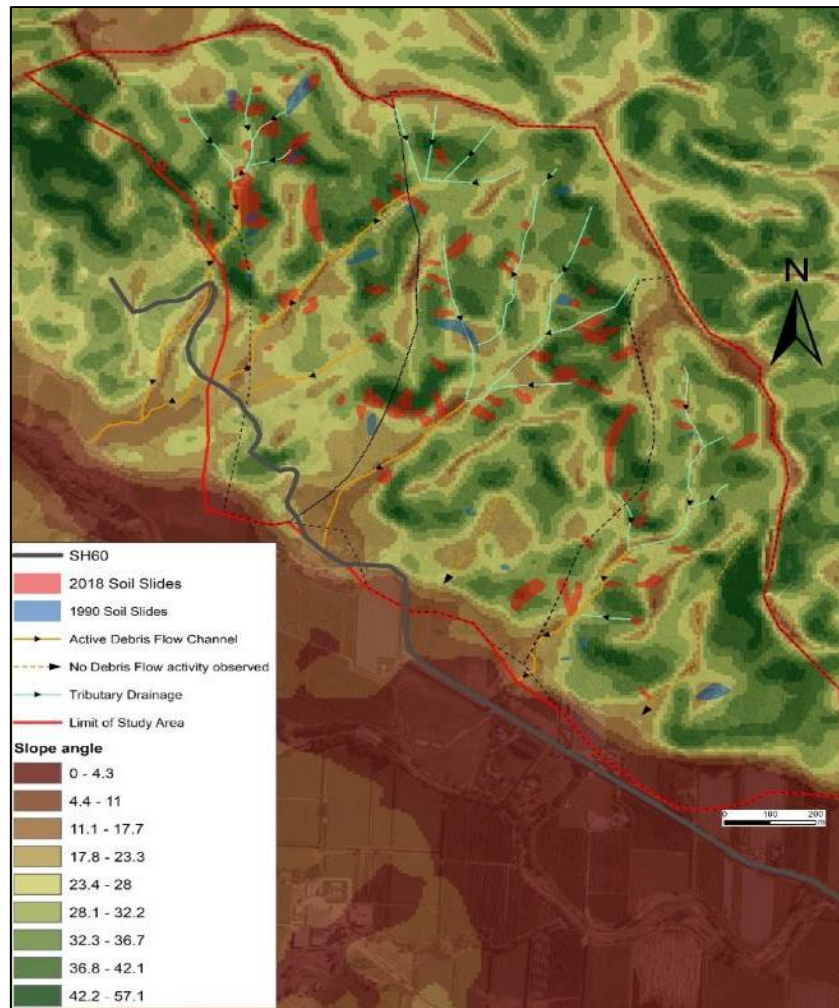 N
SH60
2018 Soil Slides
1990 Soil Slides
Active Debris Flow Channel
No Debris Flow activity observed
Tributary Drainage
Limit of Study Area
Slope angle
0 - 4.3
4.4 - 11
11.1 - 17.7
17.8 - 23.3
23.4 - 28
28.1 - 32.2
32.3 - 36.7
36.8 - 42.1
42.2 - 57.1
0 100 200
m